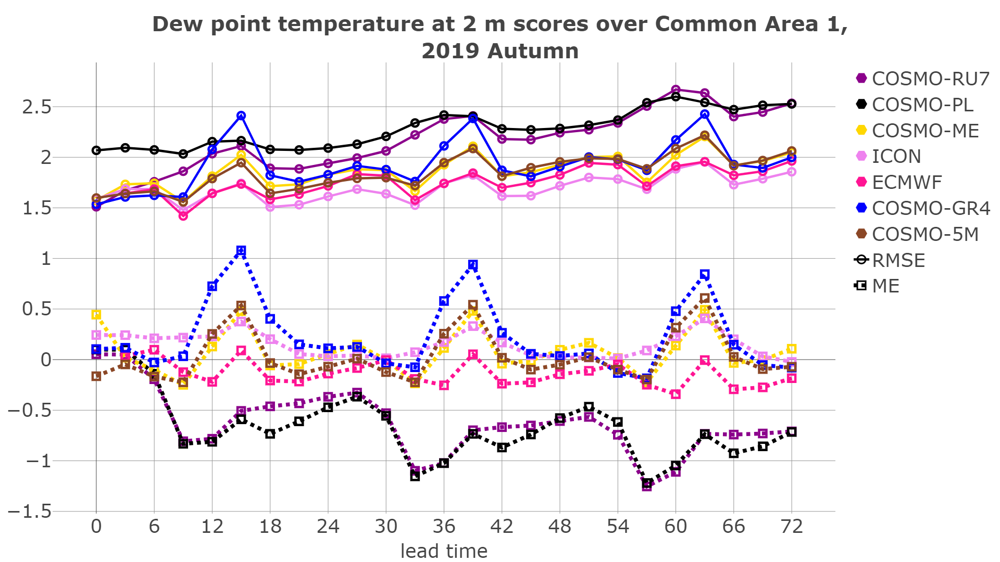 Dew point temperature at 2 m scores over Common Area 1,
2019 Autumn
COSMO-RU7
COSMO-PL
COSMO-ME
ICON
ECMWF
COSMO-GR4
COSMO-5M
RMSE
ME
2.5
2
1.5
1
0.5
0
−0.5
−1
−1.5
0 6 12 18 24 30 36 42 48 54 60 66 72
lead time